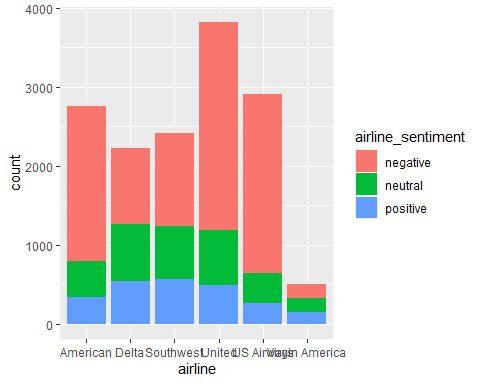 4000
3000
2000
1000
0
count
American Delta Southwest United US Airways Virgin America
airline
airline_sentiment
negative
neutral
positive